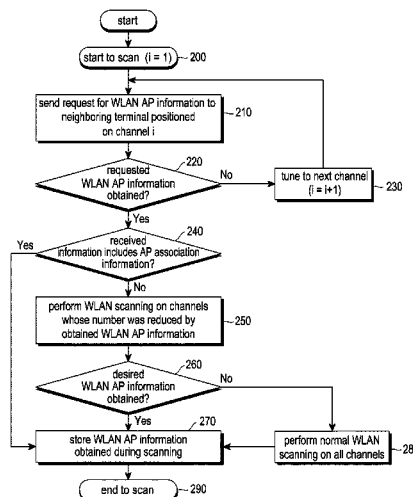 start
start to scan (i = 1)
200
send request for WLAN AP information to
neighboring terminal positioned
on channel i
210
requested
WLAN AP information
obtained?
220
No
tune to next channel
(i = i+1)
230
Yes
Yes
received
information includes AP association
information?
240
No
perform WLAN scanning on channels
whose number was reduced by
obtained WLAN AP information
250
desired
WLAN AP information
obtained?
260
No
Yes
270
store WLAN AP information
obtained during scanning
perform normal WLAN
scanning on all channels
28
end to scan
290